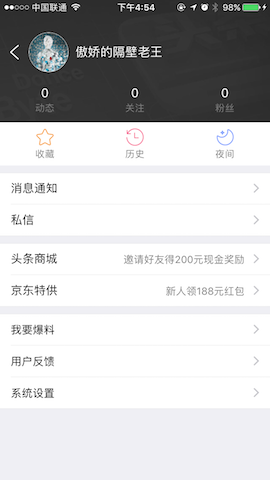 中国联通
下午4:54
98%
傲娇的隔壁老王
0
0
0
动态
关注
粉丝
收藏
历史
夜间
消息通知
私信
头条商城
邀请好友得200元现金奖励
京东特供
新人领188元红包
我要爆料
用户反馈
系统设置